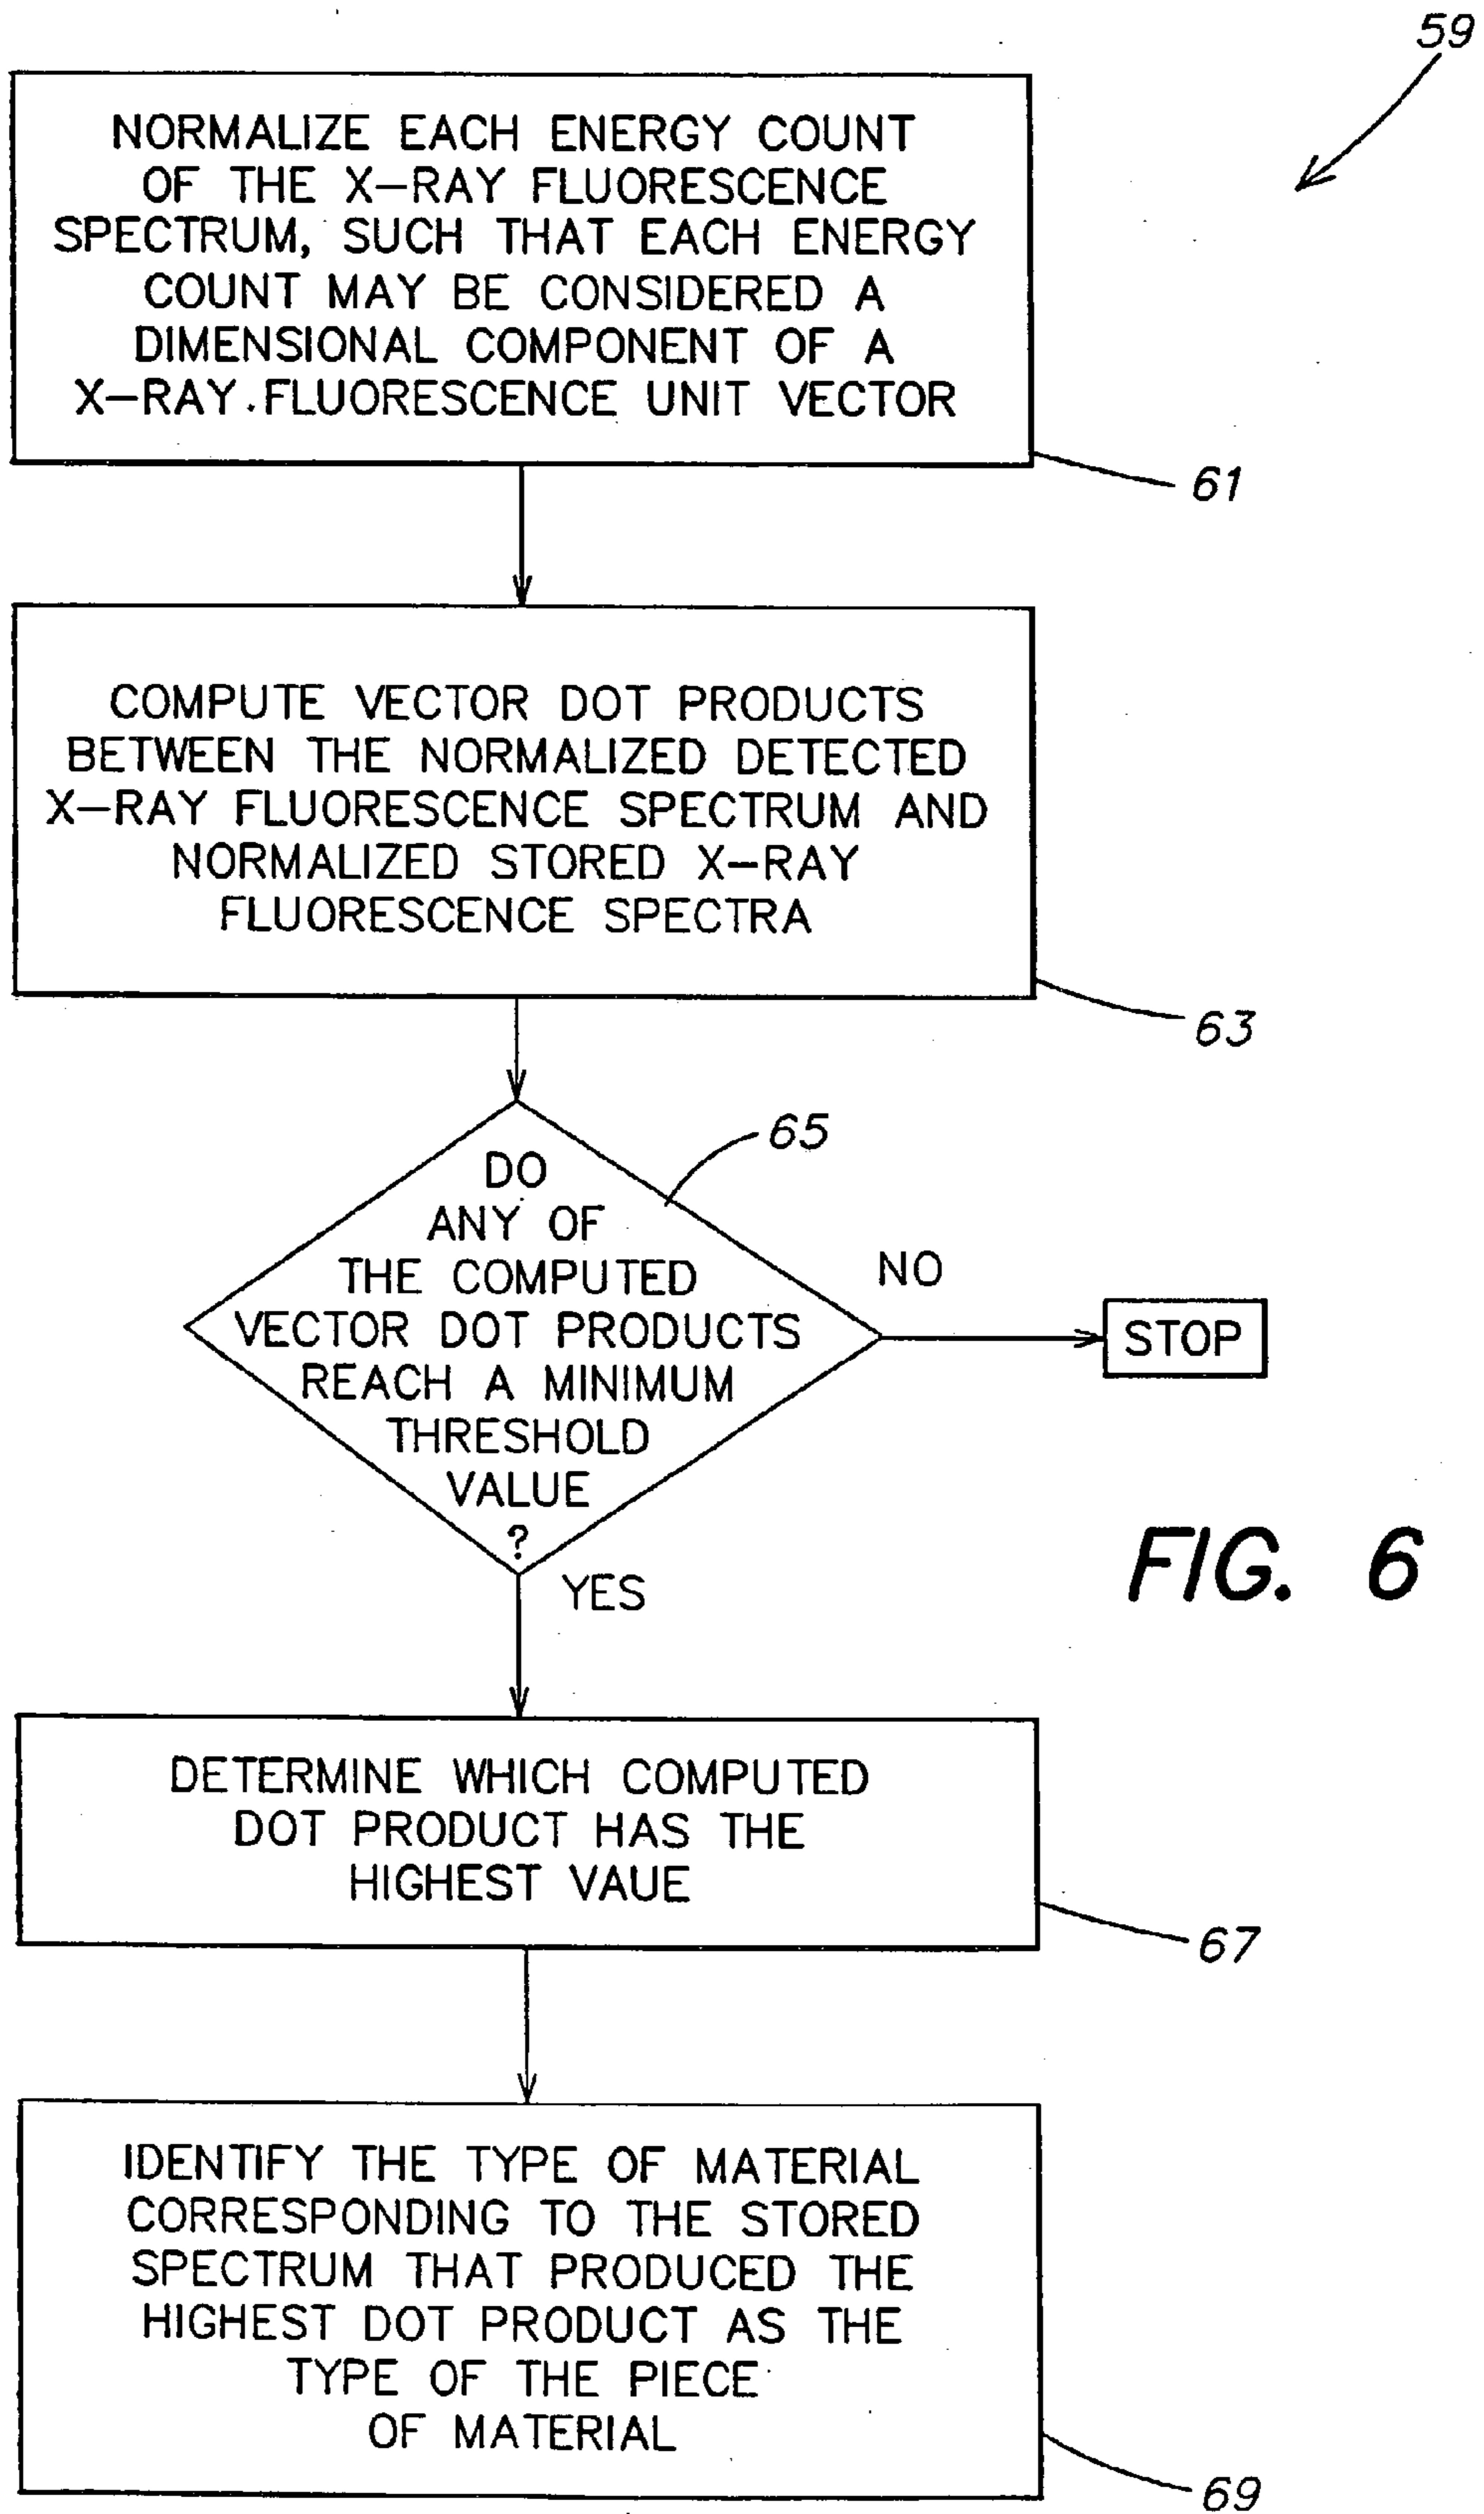 59
NORMALIZE EACH ENERGY COUNT
OF THE X-RAY FLUORESCENCE
SPECTRUM, SUCH THAT EACH ENERGY
COUNT MAY BE CONSIDERED A
DIMENSIONAL COMPONENT OF A
X-RAY FLUORESCENCE UNIT VECTOR
61
COMPUTE VECTOR DOT PRODUCTS
BETWEEN THE NORMALIZED DETECTED
X-RAY FLUORESCENCE SPECTRUM AND
NORMALIZED STORED X-RAY
FLUORESCENCE SPECTRA
63
65
DO
ANY OF
THE COMPUTED
VECTOR DOT PRODUCTS
REACH A MINIMUM
THRESHOLD
VALUE
?
NO
STOP
YES
FIG. 6
DETERMINE WHICH COMPUTED
DOT PRODUCT HAS THE
HIGHEST VAUE
67
IDENTIFY THE TYPE OF MATERIAL
CORRESPONDING TO THE STORED
SPECTRUM THAT PRODUCED THE
HIGHEST DOT PRODUCT AS THE
TYPE OF THE PIECE
OF MATERIAL
69